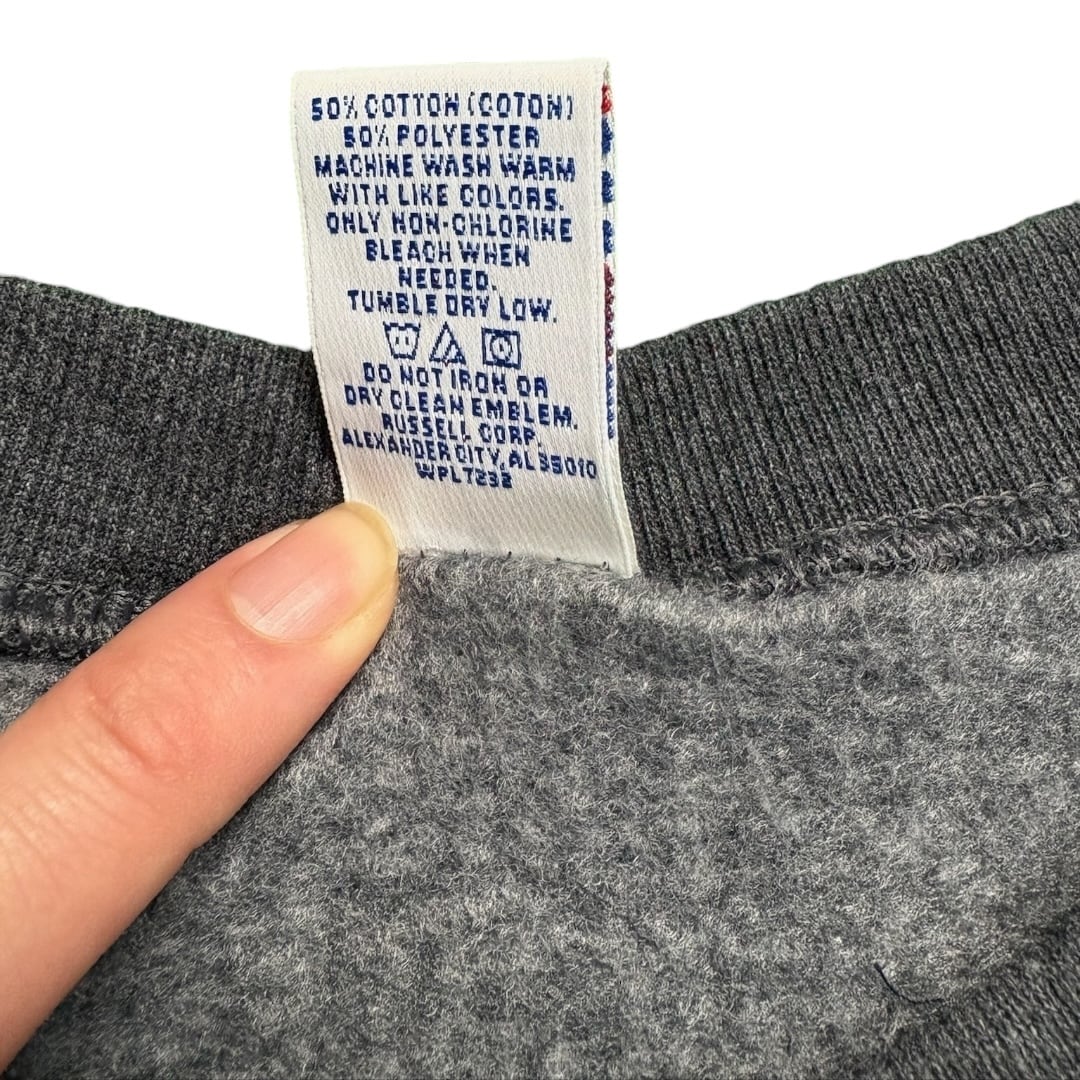 50% COTTON (COTON)
50% POLYESTER
MACHINE WASH WARM
WITH LIKE COLORS.
ONLY NON-CHLORINE
BLEACH WHEN
NEEDED.
TUMBLE DRY LOW.
DO NOT IRON OR
DRY CLEAN EMBLEM.
RUSSELL CORP.
ALEXANDER CITY, AL 35010
WPL7232